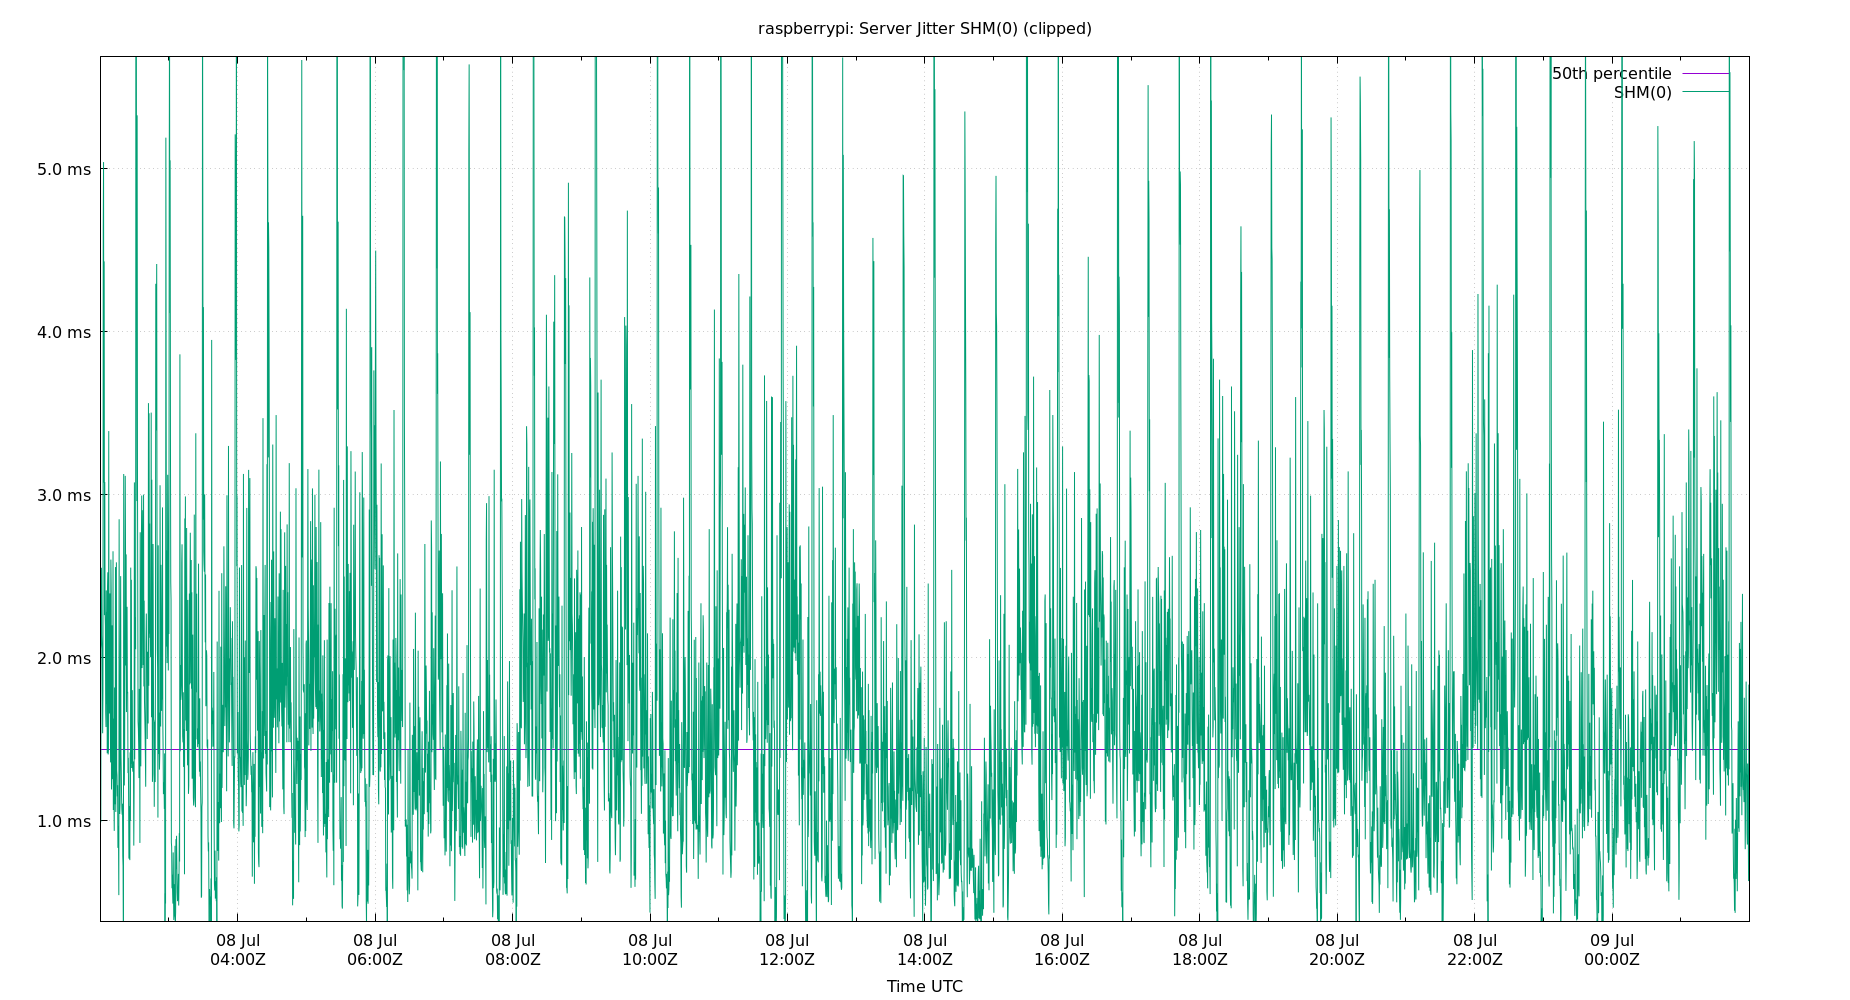 raspberrypi: Server Jitter SHM(0) (clipped)
50th percentile
SHM(0)
5.0 ms
4.0 ms
3.0 ms
2.0 ms
1.0 ms
08 Jul 08 Jul 08 Jul 08 Jul 08 Jul 08 Jul 08 Jul 08 Jul 08 Jul 08 Jul 09 Jul
04:00Z 06:00Z 08:00Z 10:00Z 12:00Z 14:00Z 16:00Z 18:00Z 20:00Z 22:00Z 00:00Z
Time UTC